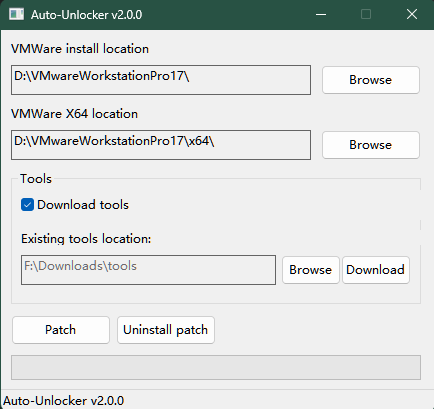 Auto-Unlocker v2.0.0
VMWare install location
D:\VMwareWorkstationPro17\
Browse
VMWare X64 location
D:\VMwareWorkstationPro17\x64\
Browse
Tools
Download tools
Existing tools location:
F:\Downloads\tools
Browse
Download
Patch
Uninstall patch
Auto-Unlocker v2.0.0